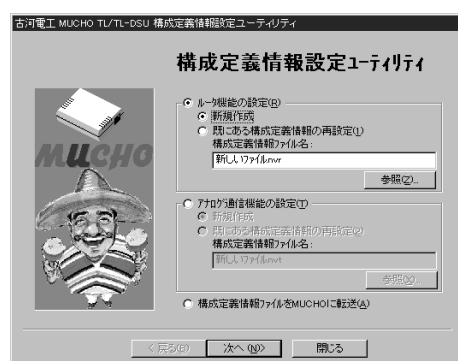 古河電工 MUCHO TL/TL-DSU 構成定義情報設定ユーティリティ
構成定義情報設定ユーティリティ
MUCHO
ルータ機能の設定(R)
新規作成
既にある構成定義情報の再設定(1)
構成定義情報ファイル名:
新しいファイル.nvr
参照(Z)...
アナログ通信機能の設定(T)
新規作成
既にある構成定義情報の再設定(2)
構成定義情報ファイル名:
新しいファイル.nvt
参照(X)...
構成定義情報ファイルをMUCHOに転送(A)
< 戻る(B)
次へ (N)>
閉じる